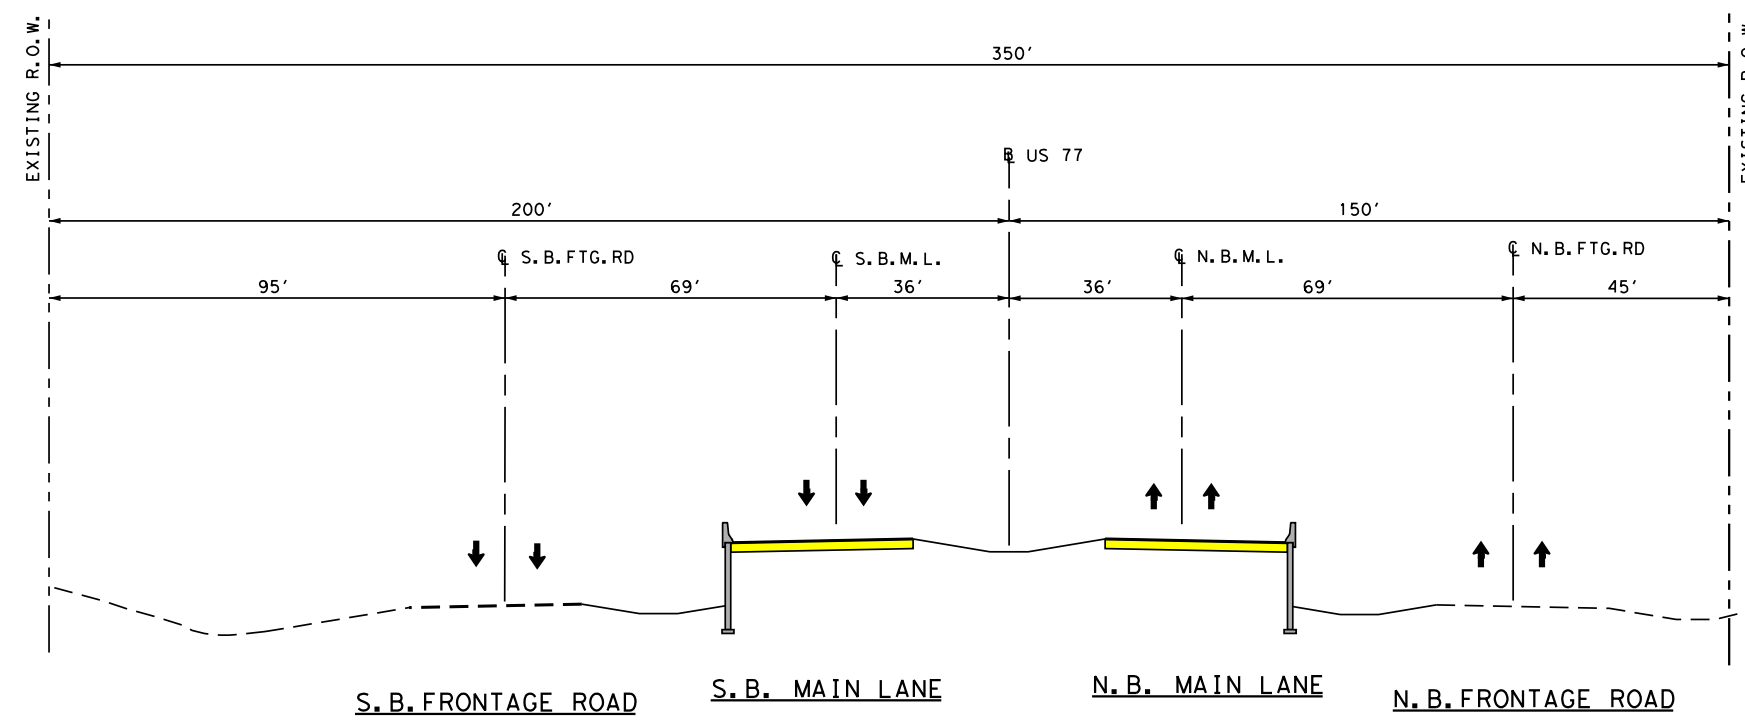 EXISTING R.O.W.
350'
℄ US 77
200'
150'
℄ S.B.FTG.RD
℄ S.B.M.L.
℄ N.B.M.L.
℄ N.B.FTG.RD
95'
69'
36'
36'
69'
45'
S.B.FRONTAGE ROAD
S.B. MAIN LANE
N.B. MAIN LANE
N.B.FRONTAGE ROAD